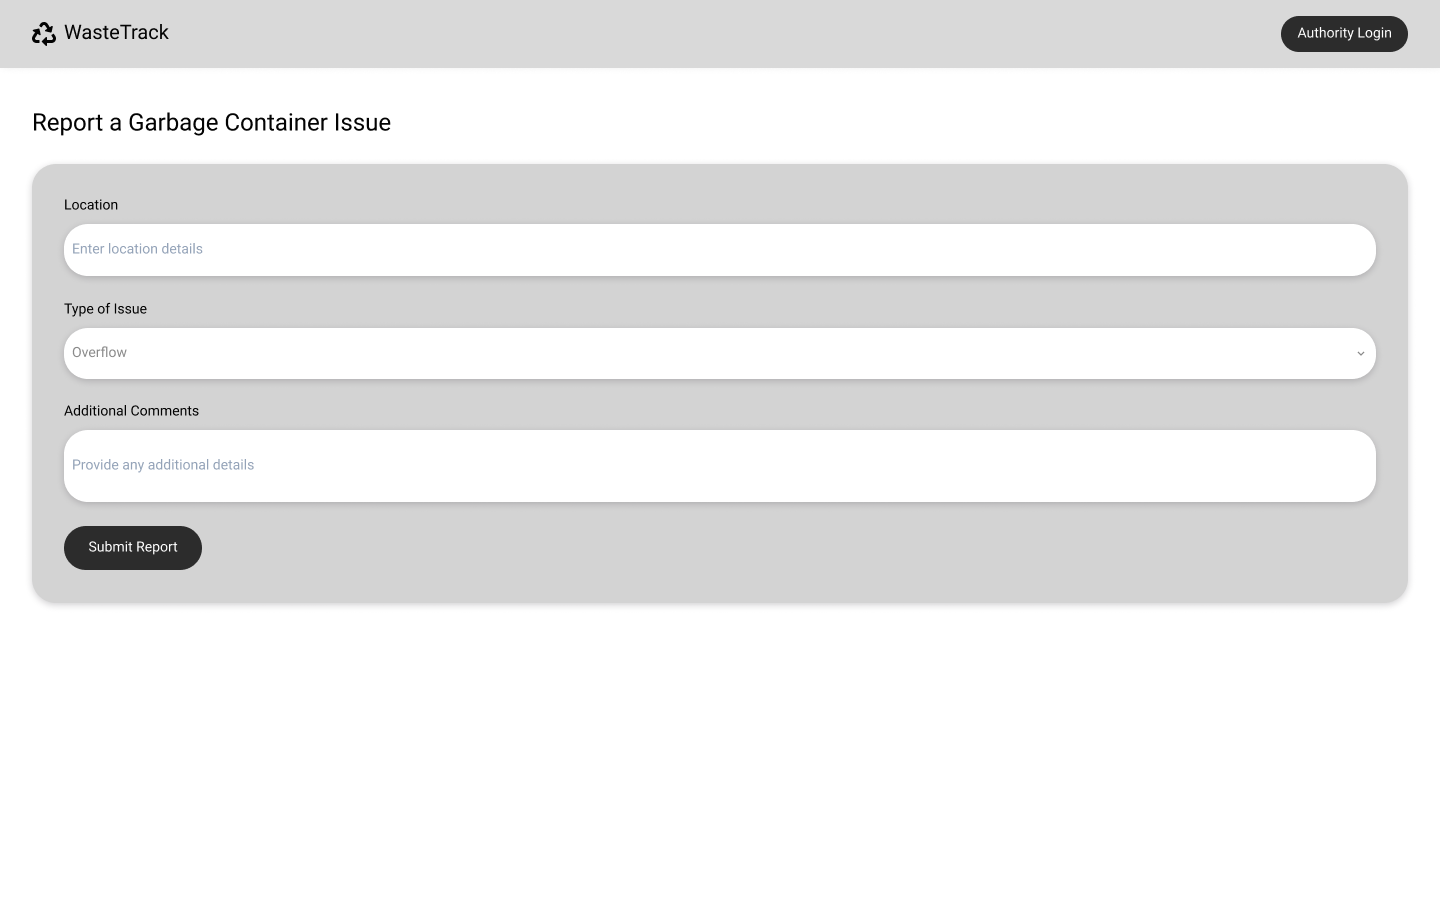 WasteTrack
Authority Login
Report a Garbage Container Issue
Location
Enter location details
Type of Issue
Overflow
Additional Comments
Provide any additional details
Submit Report